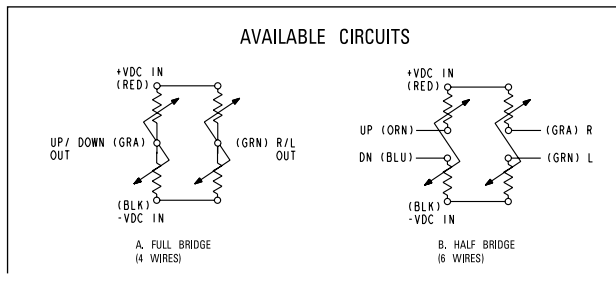 AVAILABLE CIRCUITS
+VDC IN
(RED)
UP/ DOWN (GRA)
OUT
(GRN) R/L
OUT
(BLK)
-VDC IN
A. FULL BRIDGE
(4 WIRES)
+VDC IN
(RED)
UP (ORN)
(GRA) R
DN (BLU)
(GRN) L
(BLK)
-VDC IN
B. HALF BRIDGE
(6 WIRES)